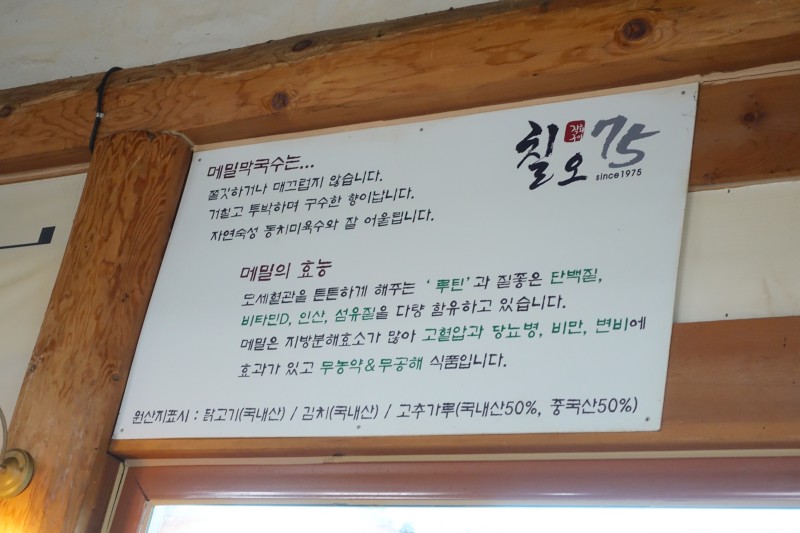 칠오 75
since1975
메밀막국수는...
쫄깃하거나 매끄럽지 않습니다.
거칠고 투박하며 구수한 향이납니다.
자연숙성 동치미육수와 잘 어울립니다.
메밀의 효능
모세혈관을 튼튼하게 해주는 '루틴'과 질좋은 단백질,
비타민D, 인산, 섬유질을 다량 함유하고 있습니다.
메밀은 지방분해효소가 많아 고혈압과 당뇨병, 비만, 변비에
효과가 있고 무농약&무공해 식품입니다.
원산지표시 : 닭고기(국내산) / 김치(국내산) / 고추가루(국내산50%, 중국산50%)